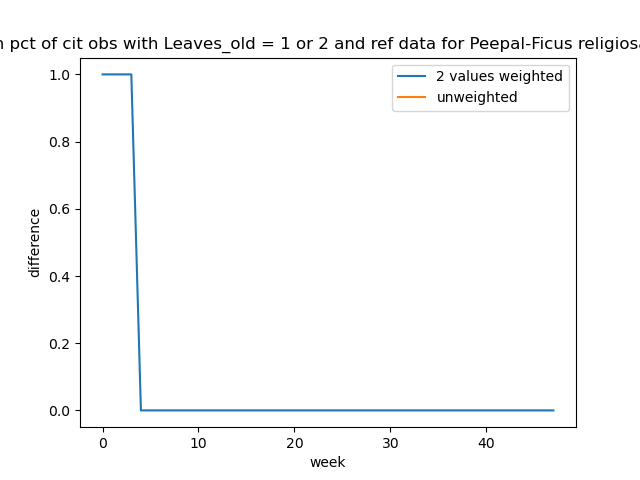 pct of cit obs with Leaves_old = 1 or 2 and ref data for Peepal-Ficus religiosa
2 values weighted
unweighted
1.0
0.8
0.6
0.4
0.2
0.0
difference
0 10 20 30 40
week